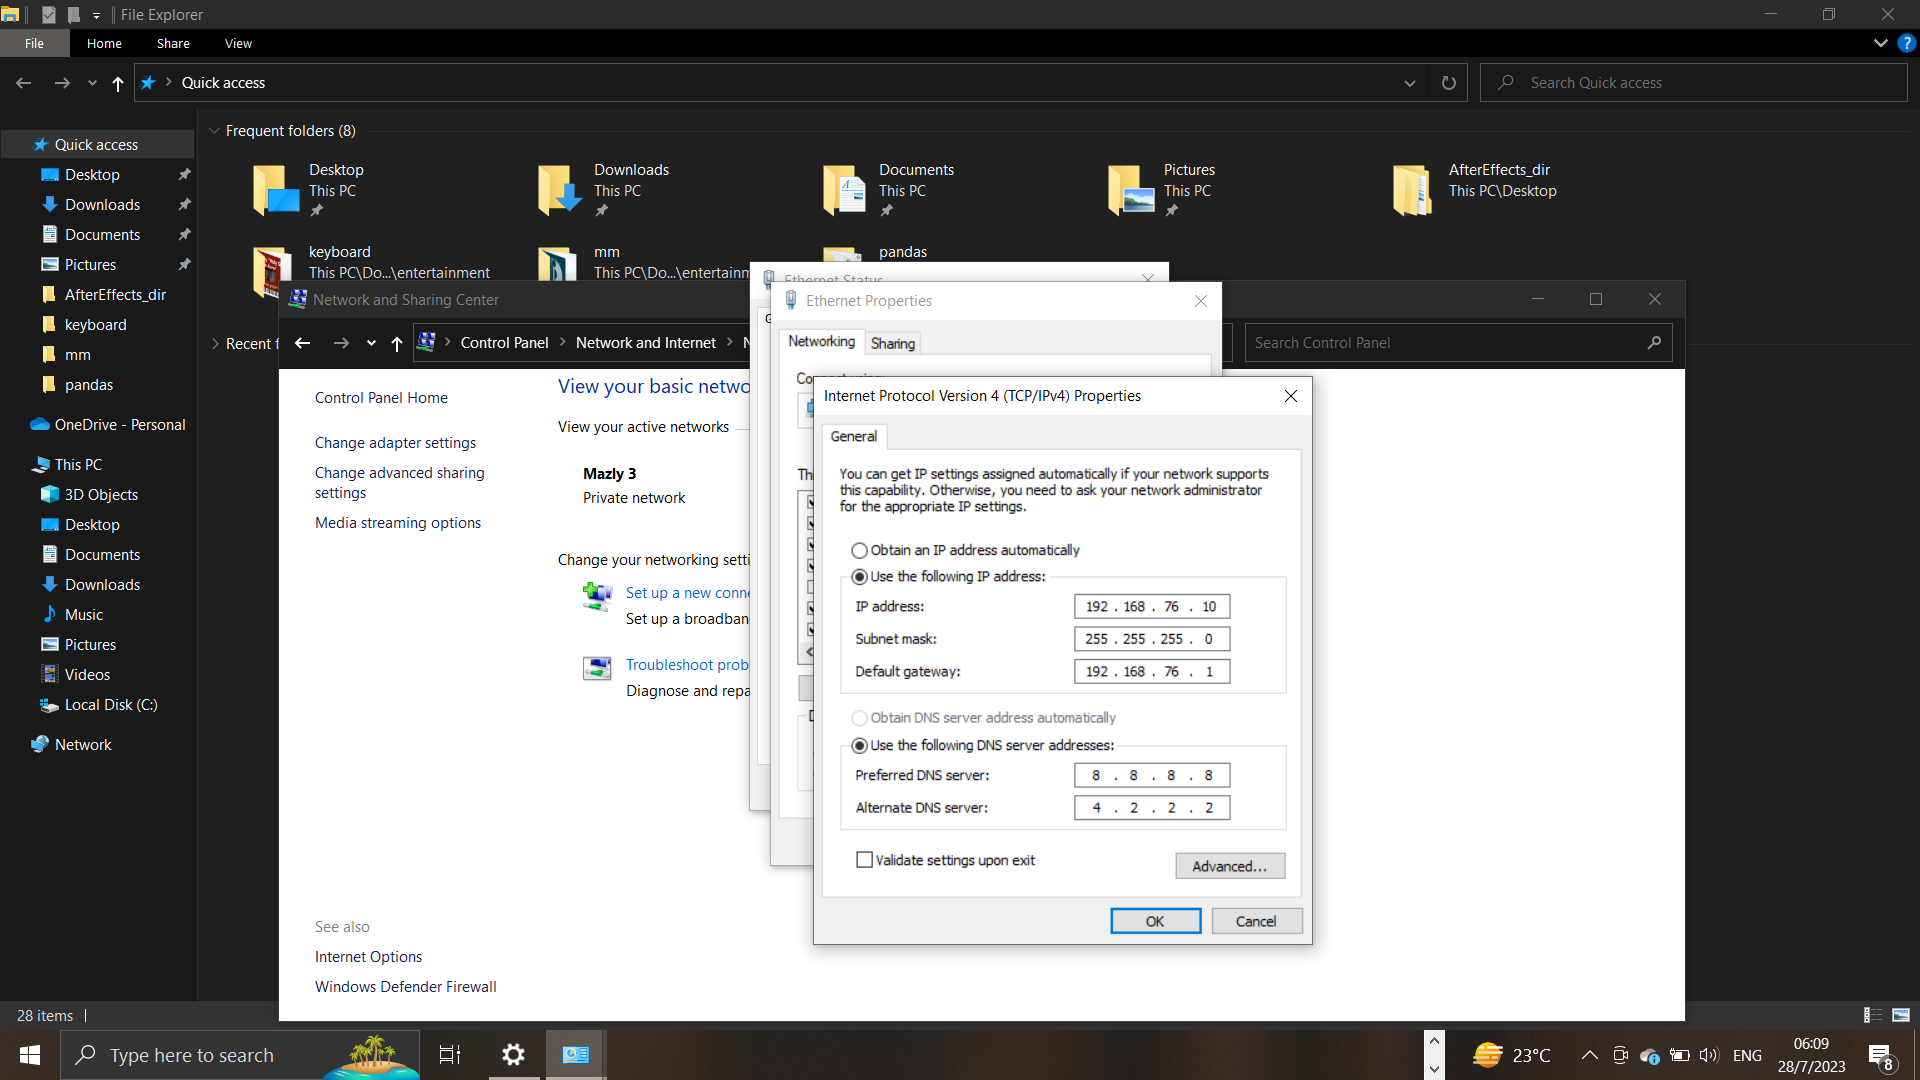 File Explorer
File
Home
Share
View
Quick access
Search Quick access
Quick access
Desktop
Downloads
Documents
Pictures
AfterEffects_dir
keyboard
mm
pandas
OneDrive - Personal
This PC
3D Objects
Desktop
Documents
Downloads
Music
Pictures
Videos
Local Disk (C:)
Network
28 items
Frequent folders (8)
Desktop
This PC
Downloads
This PC
Documents
This PC
Pictures
This PC
AfterEffects_dir
This PC\Desktop
keyboard
This PC\Do...\entertainment
mm
This PC\Do...\entertainm
pandas
Recent f
Network and Sharing Center
Control Panel
Network and Internet
N
Search Control Panel
Control Panel Home
Change adapter settings
Change advanced sharing
settings
Media streaming options
See also
Internet Options
Windows Defender Firewall
View your basic netwo
View your active networks
Mazly 3
Private network
Change your networking setti
Set up a new conne
Set up a broadban
Troubleshoot prob
Diagnose and repa
Ethernet Status
G
Ethernet Properties
Networking
Sharing
Connect using:
Thi
D
Internet Protocol Version 4 (TCP/IPv4) Properties
General
You can get IP settings assigned automatically if your network supports
this capability. Otherwise, you need to ask your network administrator
for the appropriate IP settings.
Obtain an IP address automatically
Use the following IP address:
IP address:
192 . 168 . 76 . 10
Subnet mask:
255 . 255 . 255 . 0
Default gateway:
192 . 168 . 76 . 1
Obtain DNS server address automatically
Use the following DNS server addresses:
Preferred DNS server:
8 . 8 . 8 . 8
Alternate DNS server:
4 . 2 . 2 . 2
Validate settings upon exit
Advanced...
OK
Cancel
Type here to search
23°C
ENG
06:09
28/7/2023
8